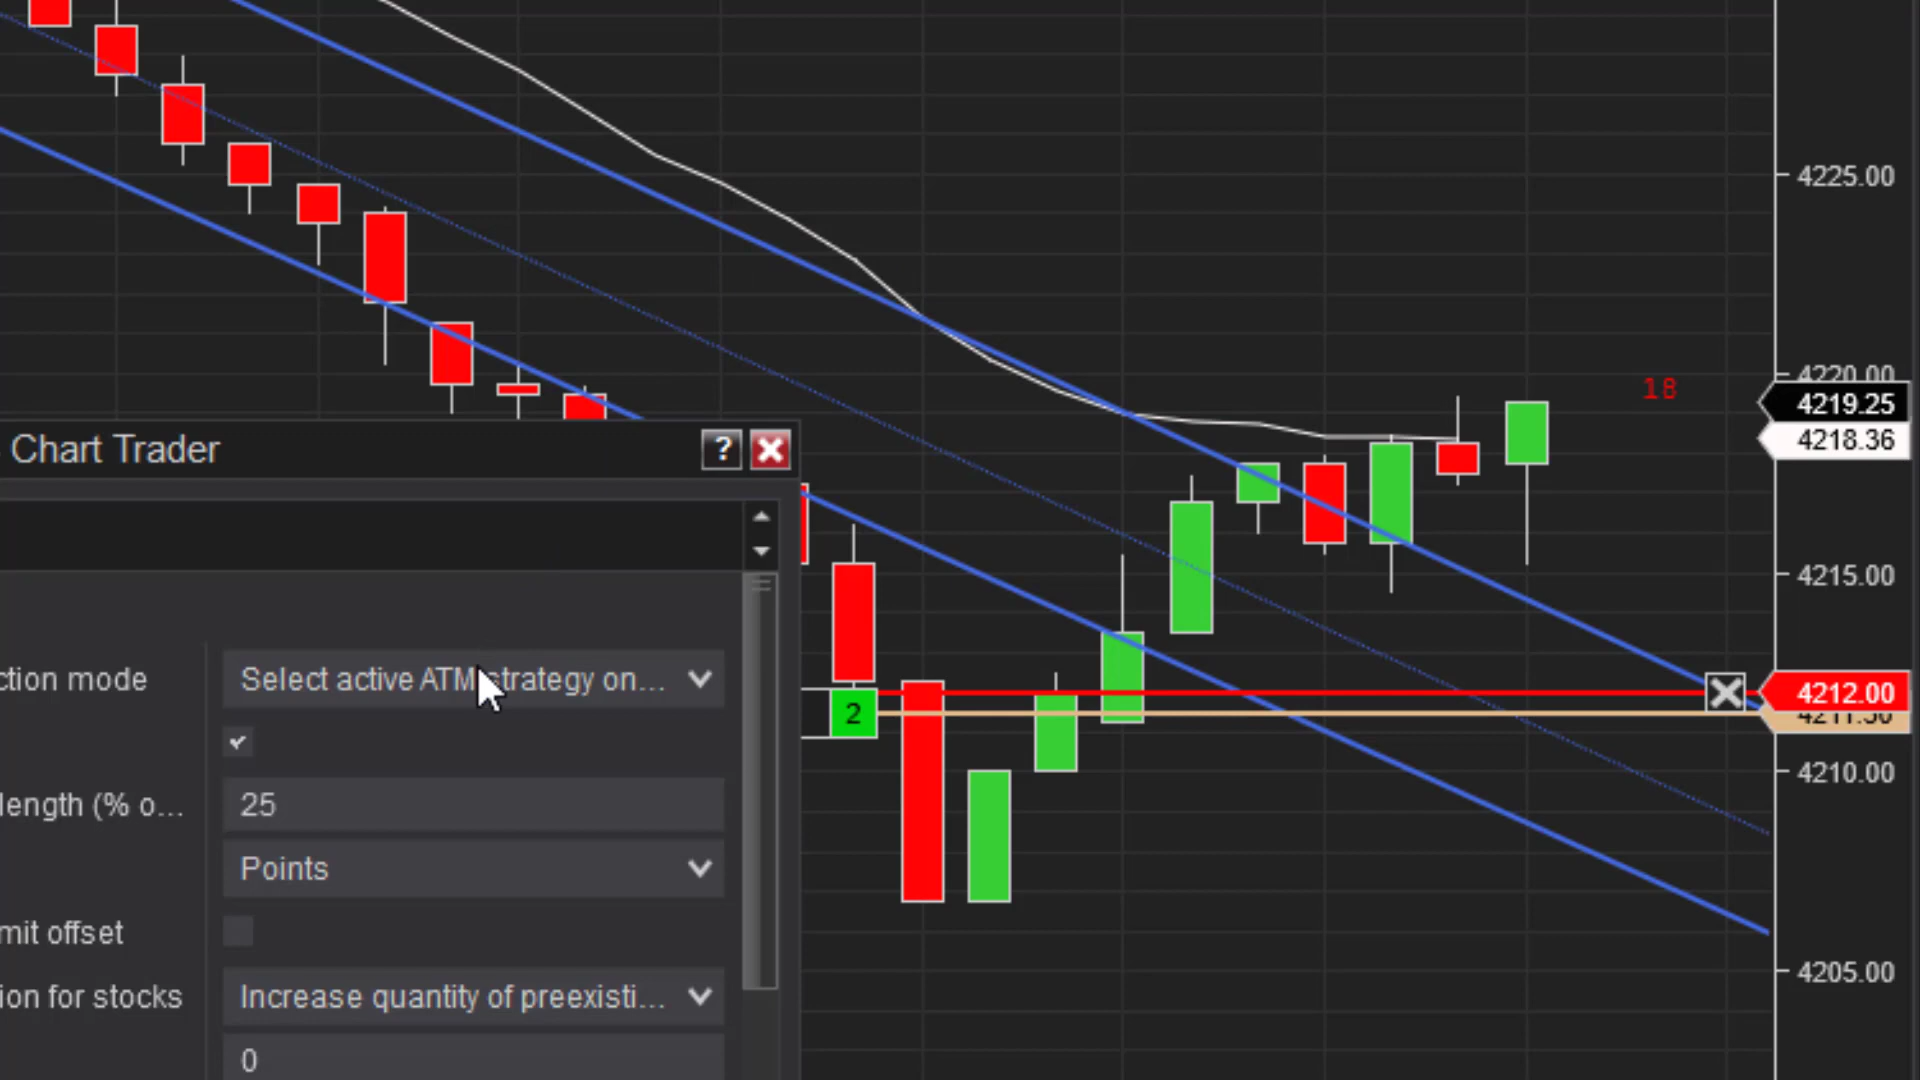 4225.00
4220.00
18
4219.25
4218.36
Chart Trader
?
4215.00
ction mode
Select active ATM strategy on...
4212.00
2
4211.50
4210.00
length (% o...
25
Points
mit offset
4205.00
ion for stocks
Increase quantity of preexisti...
0